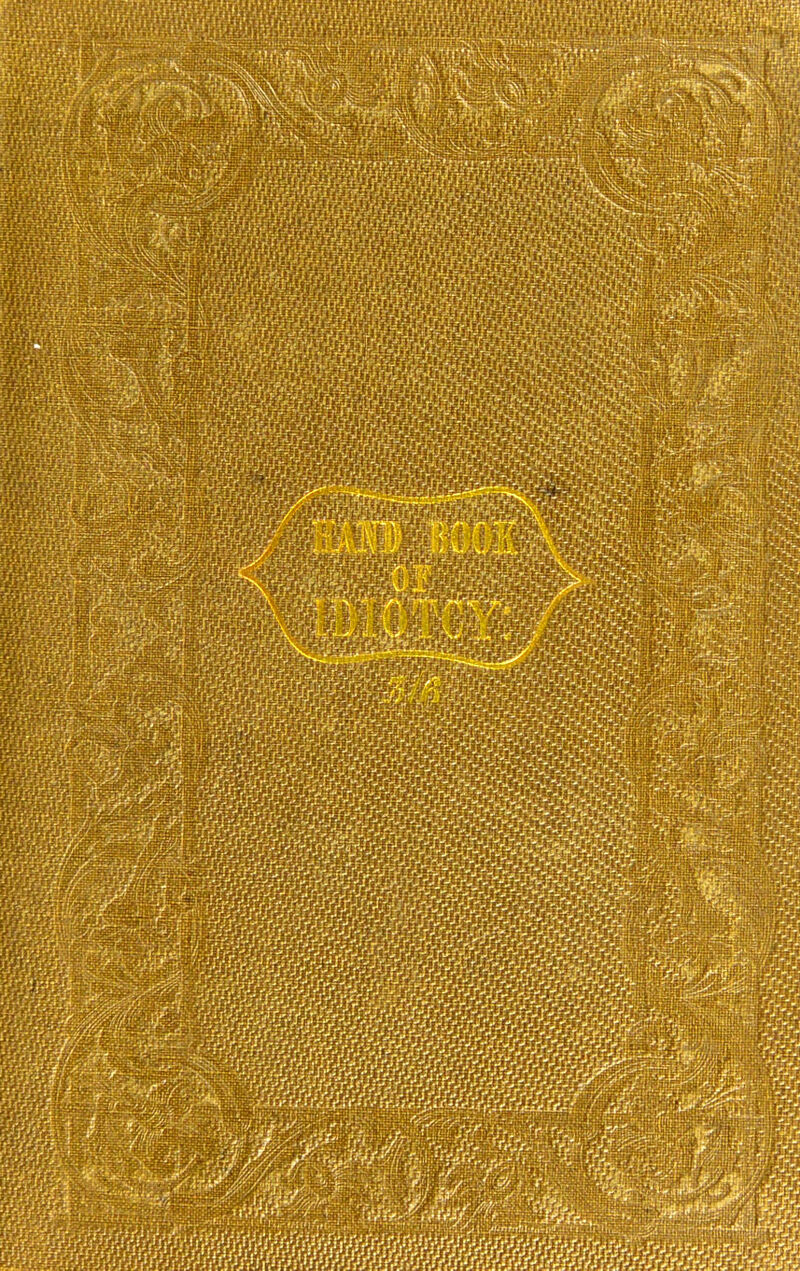 HAND BOOK
OF
IDIOTCY:
3/6